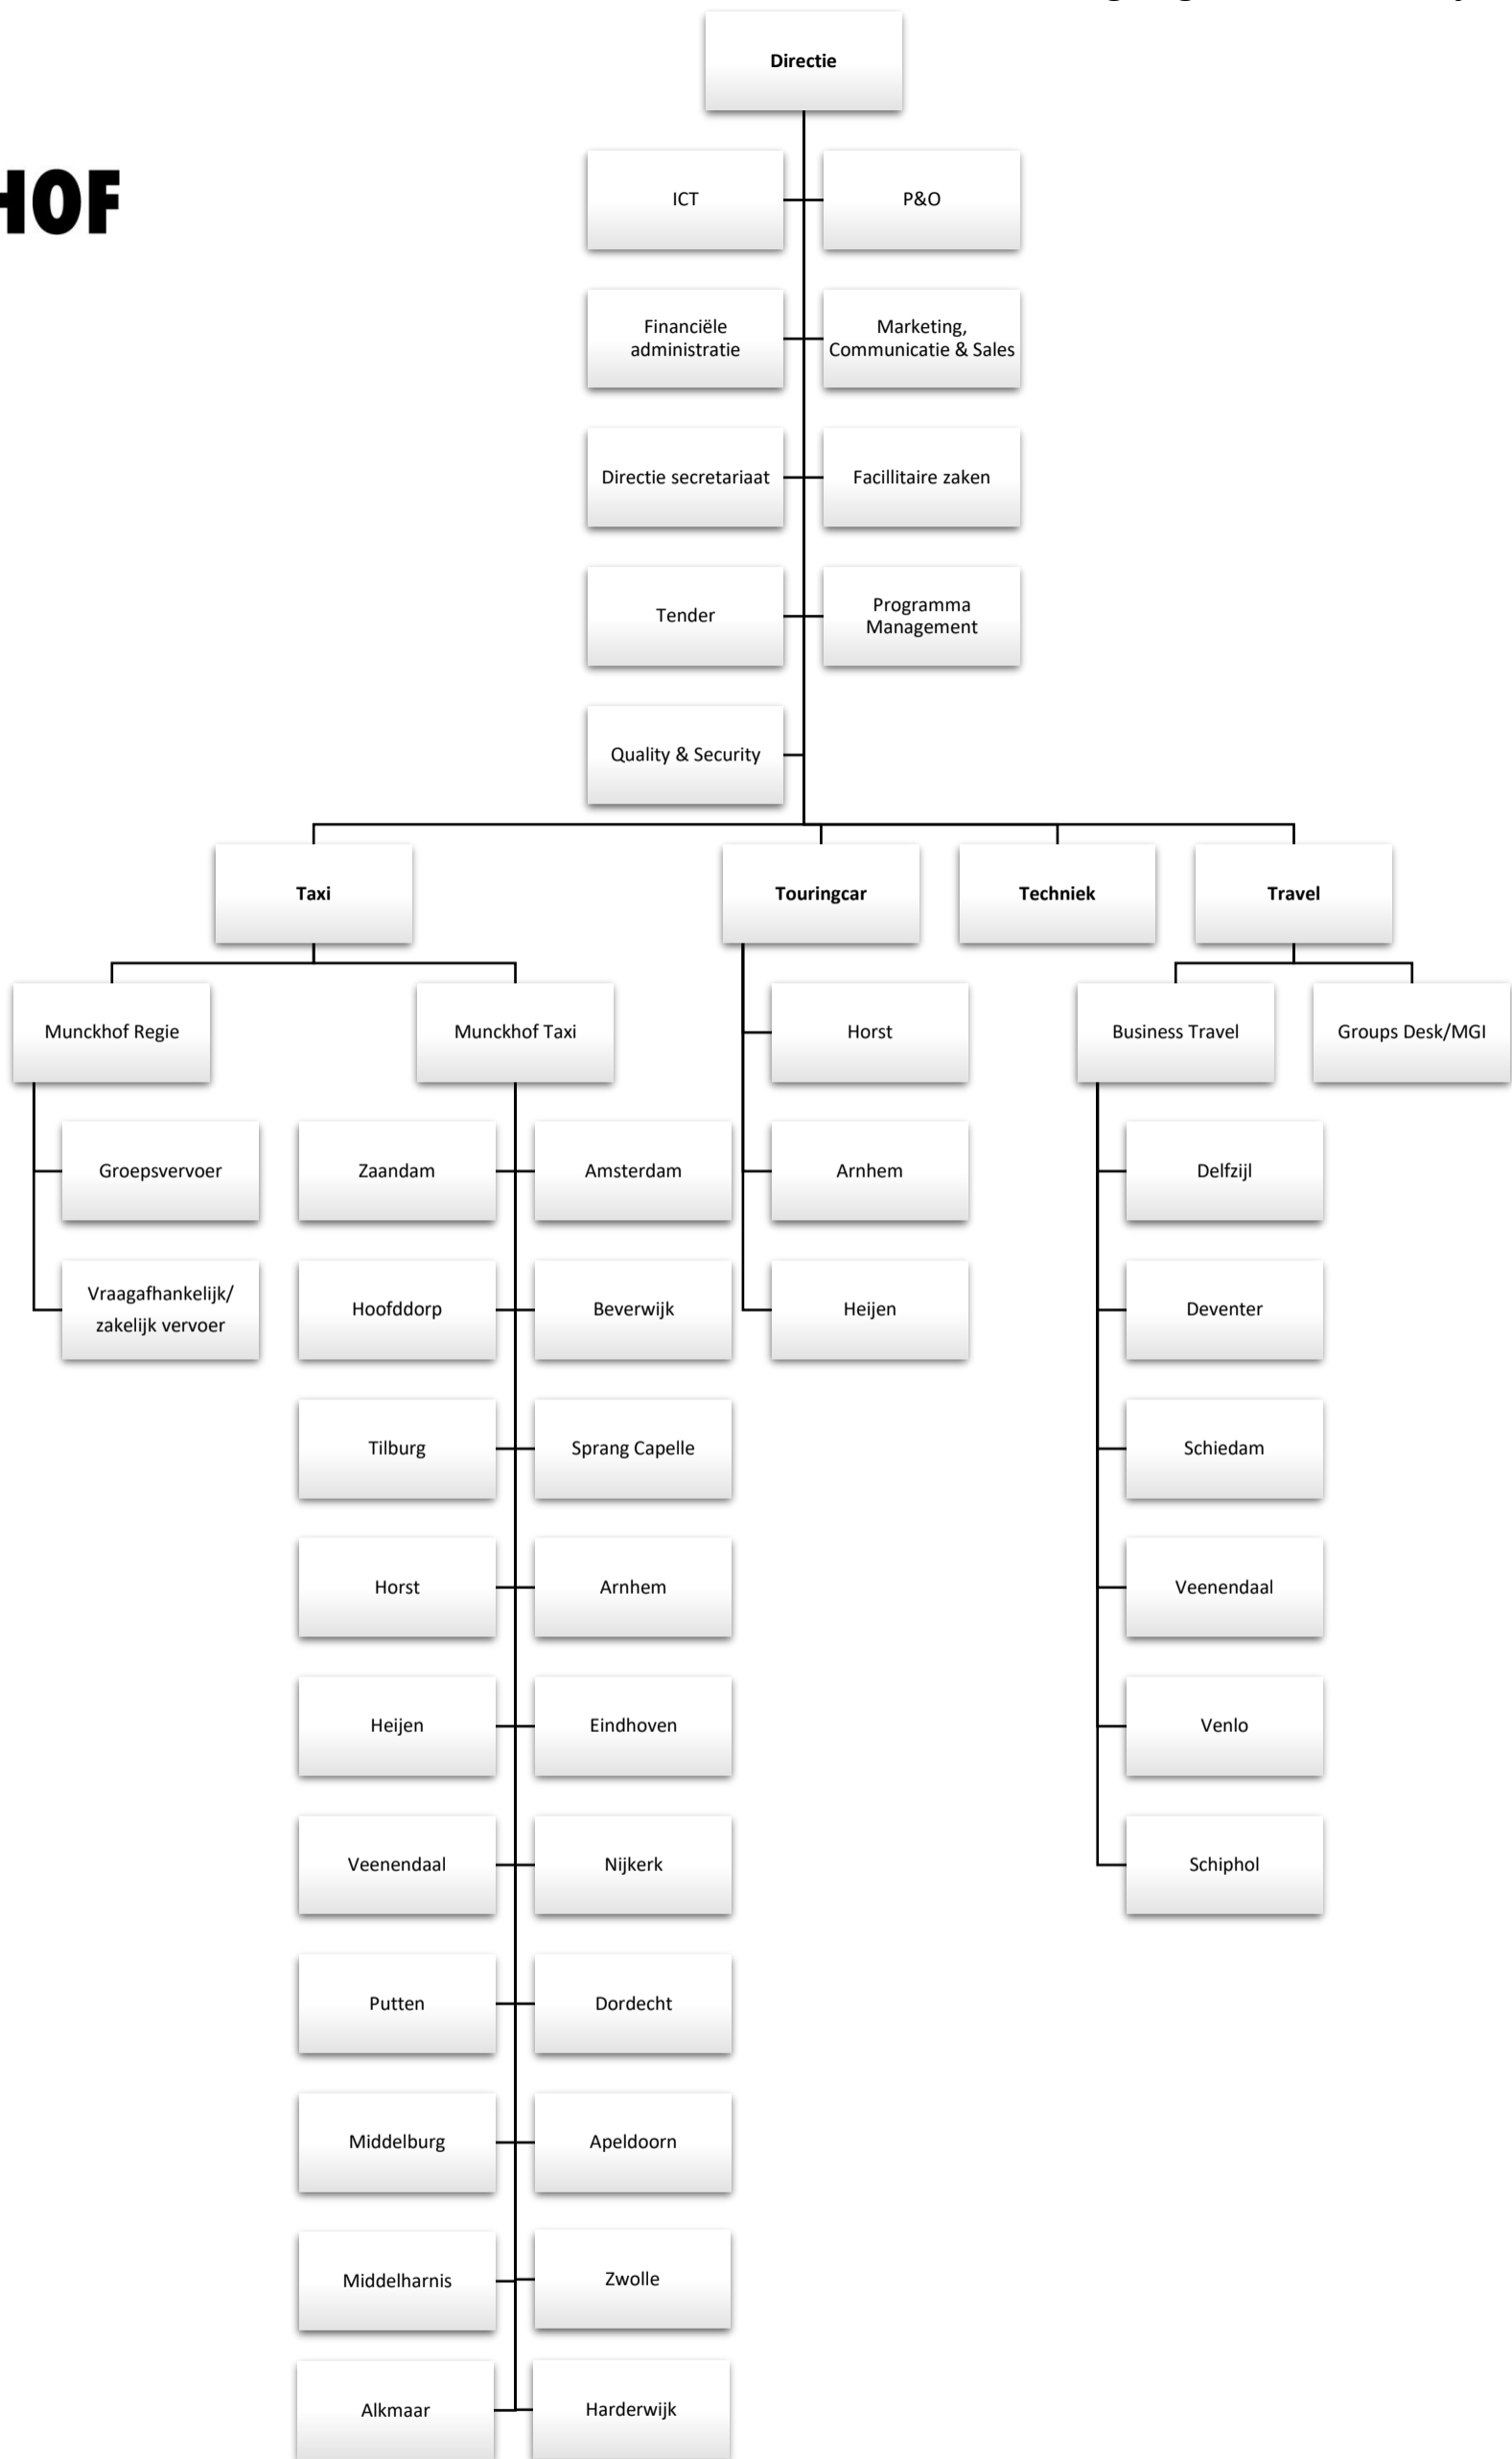 Directie
HOF
ICT
P&O
Financiële
administratie
Marketing,
Communicatie & Sales
Directie secretariaat
Facillitaire zaken
Tender
Programma
Management
Quality & Security
Taxi
Touringcar
Techniek
Travel
Munckhof Regie
Munckhof Taxi
Horst
Business Travel
Groups Desk/MGI
Groepsvervoer
Zaandam
Amsterdam
Arnhem
Delfzijl
Vraagafhankelijk/
zakelijk vervoer
Hoofddorp
Beverwijk
Heijen
Deventer
Tilburg
Sprang Capelle
Schiedam
Horst
Arnhem
Veenendaal
Heijen
Eindhoven
Venlo
Veenendaal
Nijkerk
Schiphol
Putten
Dordecht
Middelburg
Apeldoorn
Middelharnis
Zwolle
Alkmaar
Harderwijk